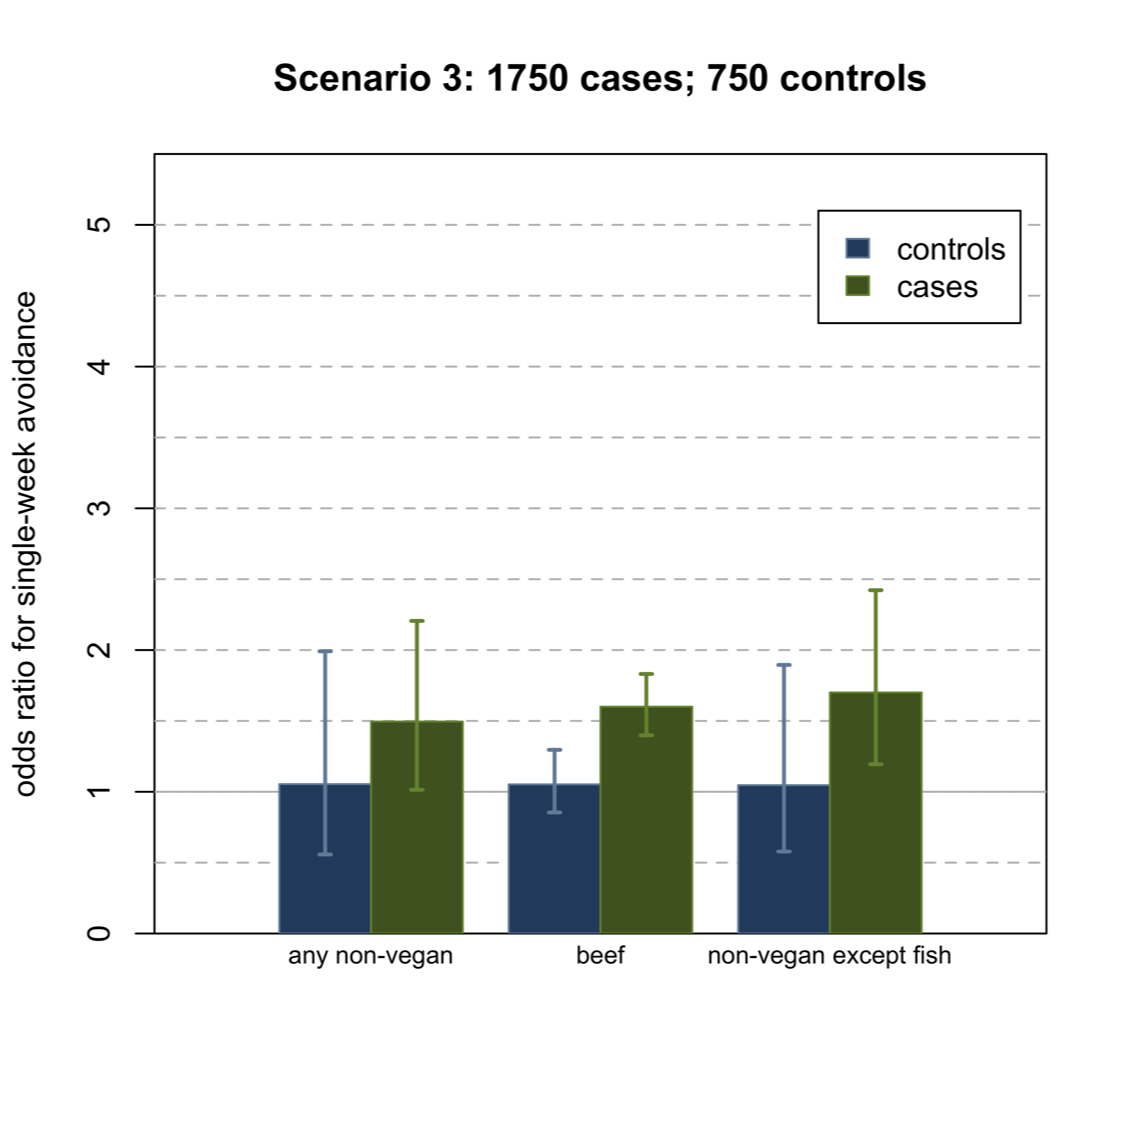 Scenario 3: 1750 cases; 750 controls
odds ratio for single-week avoidance
5
4
3
2
1
0
controls
cases
any non-vegan
beef
non-vegan except fish